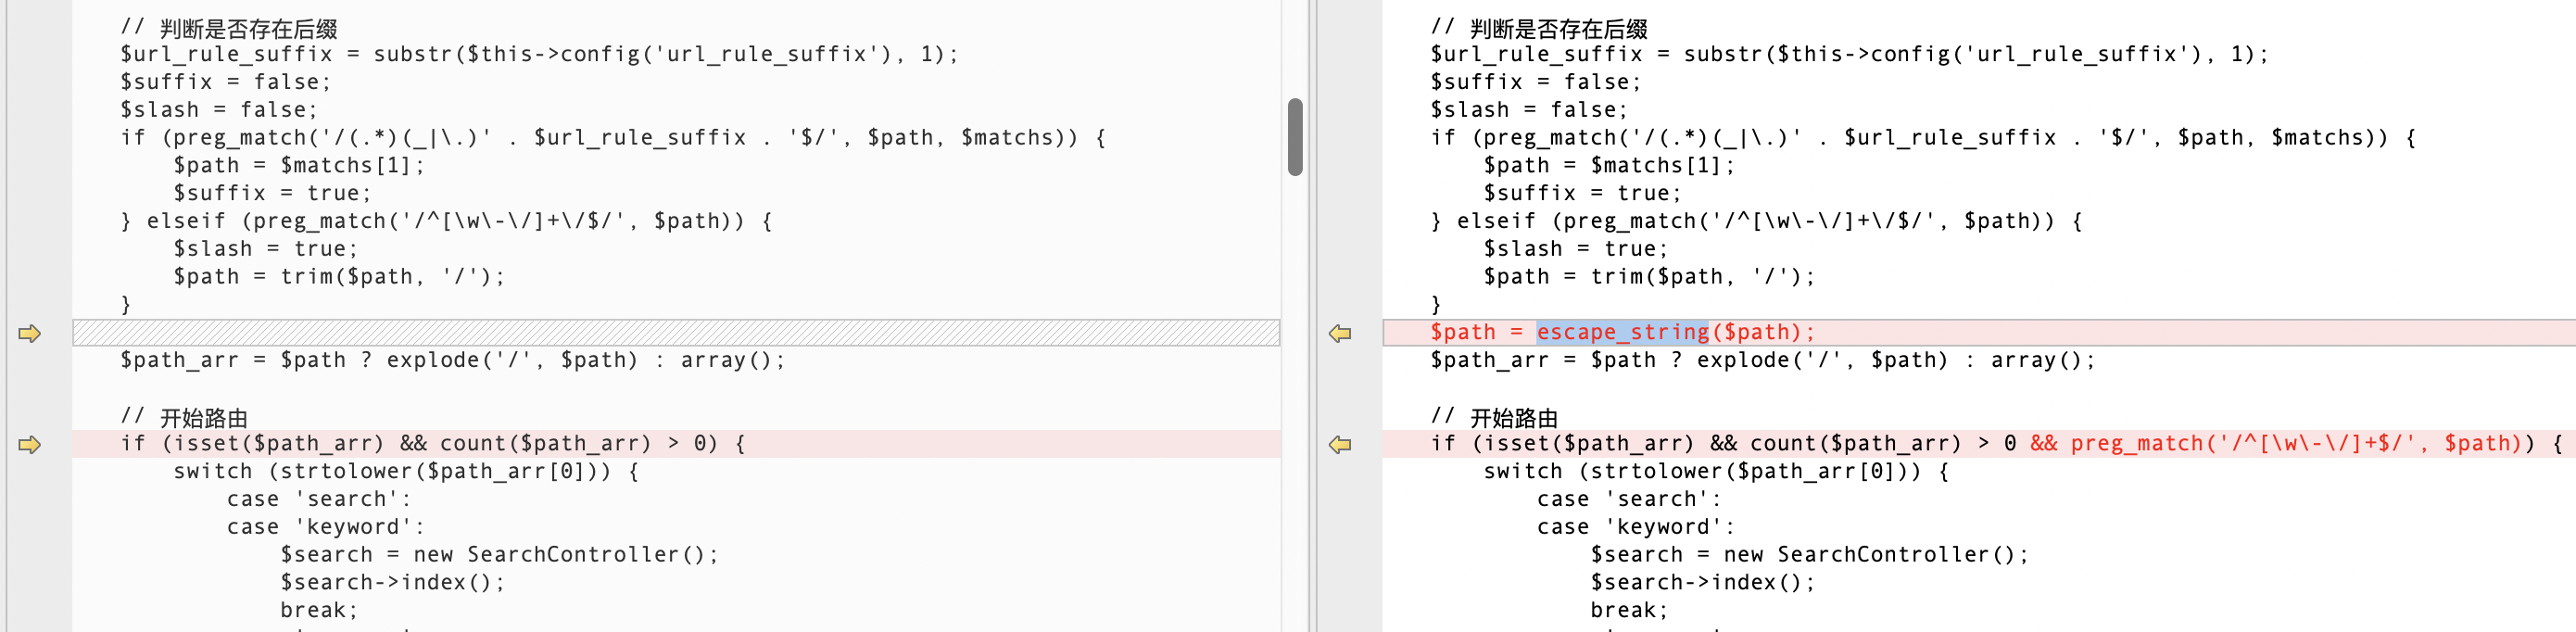 // 判断是否存在后缀
$url_rule_suffix = substr($this->config('url_rule_suffix'), 1);
$suffix = false;
$slash = false;
if (preg_match('/(.*)(_|\.)' . $url_rule_suffix . '$/', $path, $matchs)) {
    $path = $matchs[1];
    $suffix = true;
} elseif (preg_match('/^[\w\-\/]+\/$/', $path)) {
    $slash = true;
    $path = trim($path, '/');
}
$path_arr = $path ? explode('/', $path) : array();
// 开始路由
if (isset($path_arr) && count($path_arr) > 0) {
    switch (strtolower($path_arr[0])) {
        case 'search':
        case 'keyword':
            $search = new SearchController();
            $search->index();
            break;
// 判断是否存在后缀
$url_rule_suffix = substr($this->config('url_rule_suffix'), 1);
$suffix = false;
$slash = false;
if (preg_match('/(.*)(_|\.)' . $url_rule_suffix . '$/', $path, $matchs)) {
    $path = $matchs[1];
    $suffix = true;
} elseif (preg_match('/^[\w\-\/]+\/$/', $path)) {
    $slash = true;
    $path = trim($path, '/');
}
$path = escape_string($path);
$path_arr = $path ? explode('/', $path) : array();
// 开始路由
if (isset($path_arr) && count($path_arr) > 0 && preg_match('/^[\w\-\/]+$/', $path)) {
    switch (strtolower($path_arr[0])) {
        case 'search':
        case 'keyword':
            $search = new SearchController();
            $search->index();
            break;